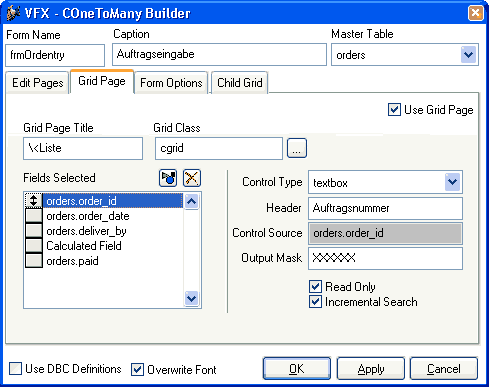 VFX - COneToMany Builder
Form Name Caption Master Table
frmOrdentry Auftragseingabe orders
Edit Pages Grid Page Form Options Child Grid
Use Grid Page
Grid Page Title Grid Class
\<Liste cgrid ...
Fields Selected
orders.order_id
orders.order_date
orders.deliver_by
Calculated Field
orders.paid
Control Type textbox
Header Auftragsnummer
Control Source orders.order_id
Output Mask XXXXXX
Read Only
Incremental Search
Use DBC Definitions Overwrite Font OK Apply Cancel